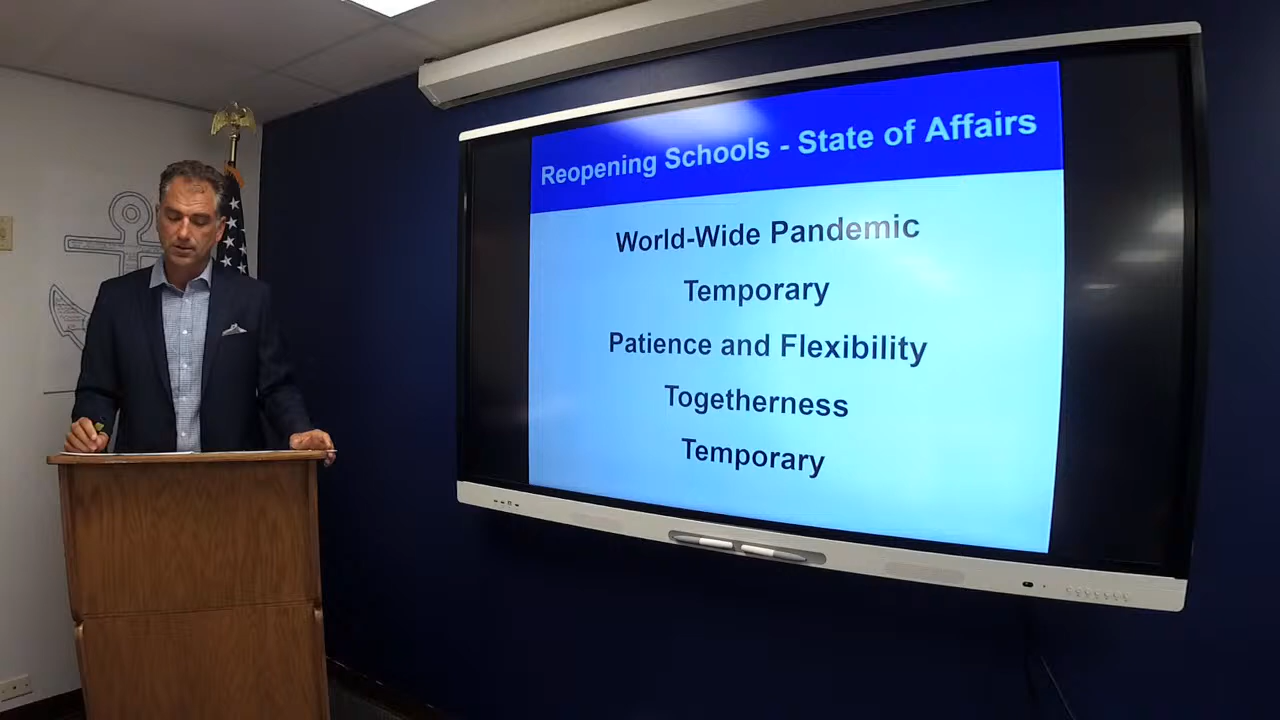 Reopening Schools - State of Affairs
World-Wide Pandemic
Temporary
Patience and Flexibility
Togetherness
Temporary